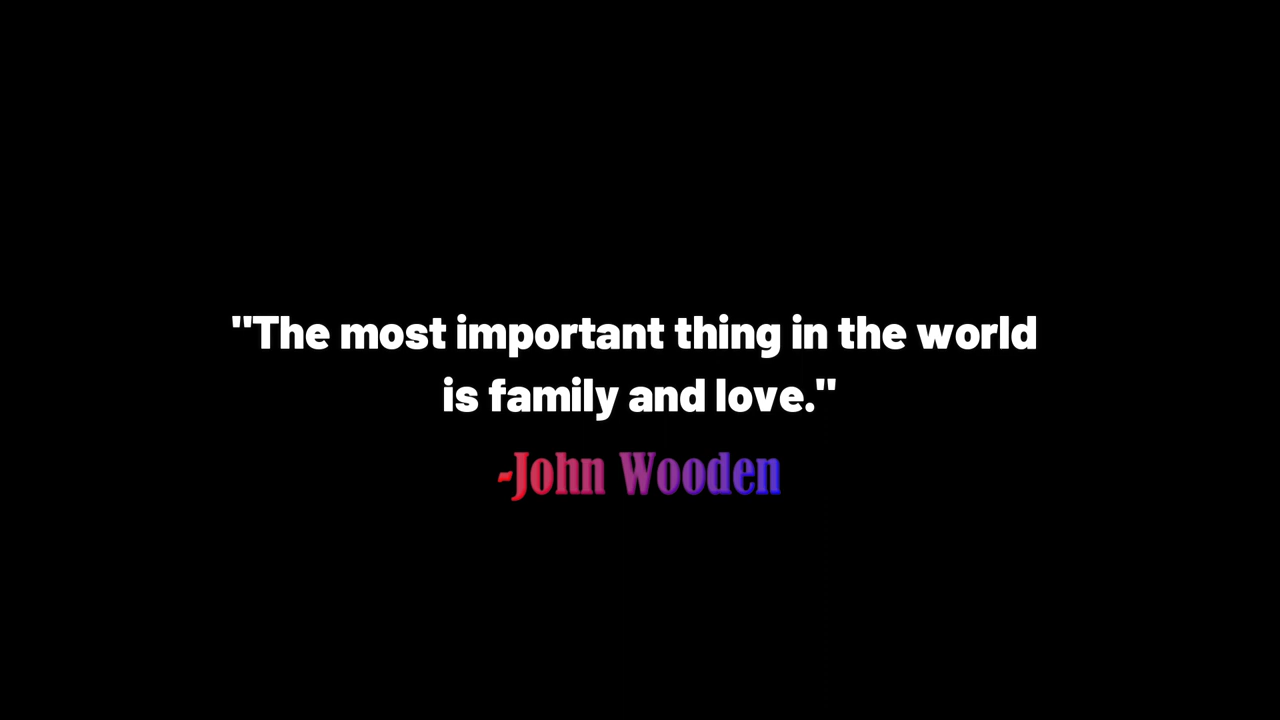 "The most important thing in the world
is family and love."
-John Wooden